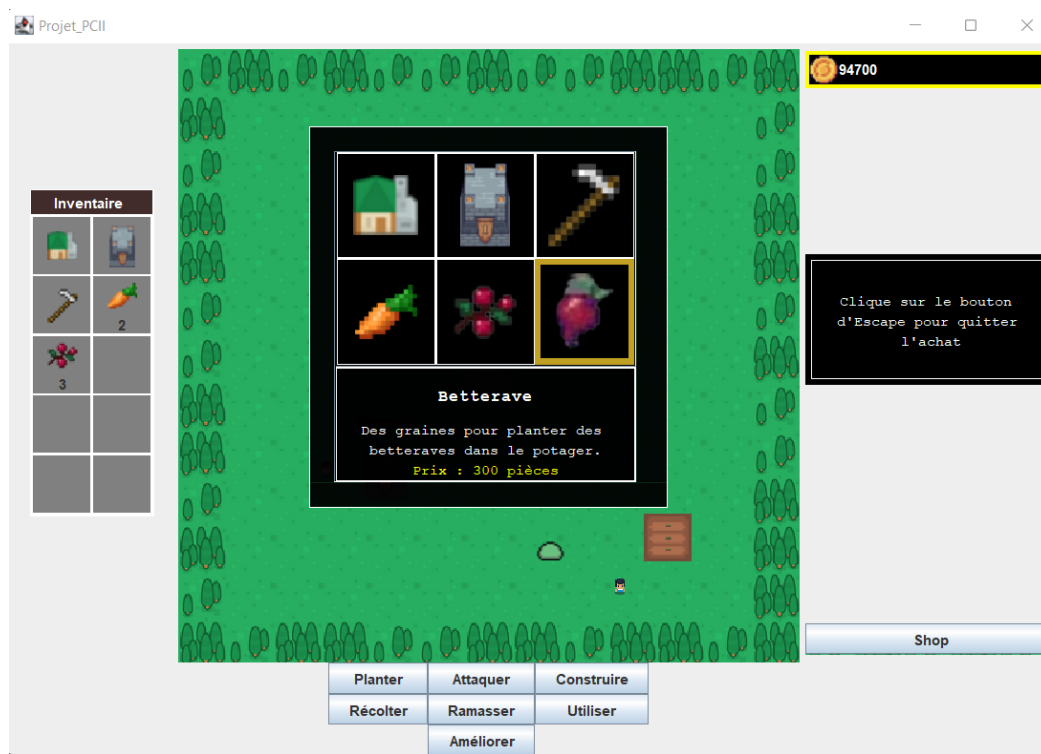 Projet_PCII
94700
Inventaire
2
3
Betterave
Des graines pour planter des
betteraves dans le potager.
Prix : 300 pièces
Clique sur le bouton
d'Escape pour quitter
l'achat
Shop
Planter
Attaquer
Construire
Récolter
Ramasser
Utiliser
Améliorer